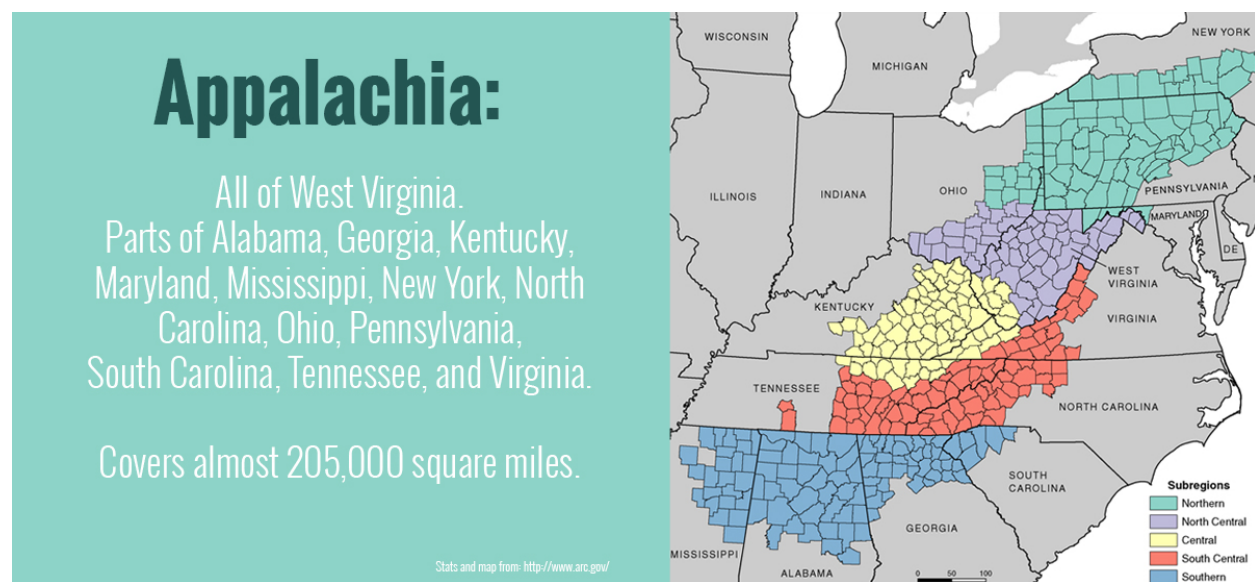 Appalachia:
All of West Virginia.
Parts of Alabama, Georgia, Kentucky,
Maryland, Mississippi, New York, North
Carolina, Ohio, Pennsylvania,
South Carolina, Tennessee, and Virginia.
Covers almost 205,000 square miles.
Stats and map from: http://www.arc.gov/
WISCONSIN
MICHIGAN
NEW YORK
ILLINOIS
INDIANA
OHIO
PENNSYLVANIA
MARYLAND
DE
WEST
VIRGINIA
KENTUCKY
VIRGINIA
TENNESSEE
NORTH CAROLINA
SOUTH
CAROLINA
GEORGIA
MISSISSIPPI
ALABAMA
0 50 100
Subregions
Northern
North Central
Central
South Central
Southern